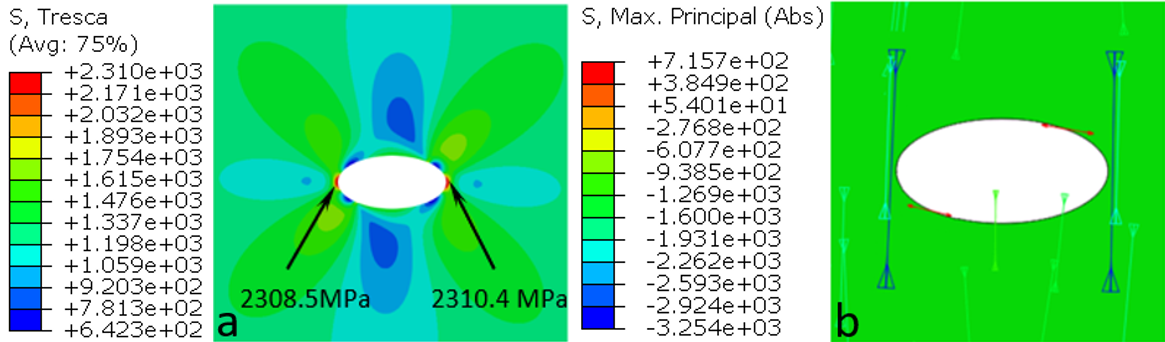 S, Tresca
(Avg: 75%)
+2.310e+03
+2.171e+03
+2.032e+03
+1.893e+03
+1.754e+03
+1.615e+03
+1.476e+03
+1.337e+03
+1.198e+03
+1.059e+03
+9.203e+02
+7.813e+02
+6.423e+02
2308.5MPa
2310.4 MPa
a
S, Max. Principal (Abs)
+7.157e+02
+3.849e+02
+5.401e+01
-2.768e+02
-6.077e+02
-9.385e+02
-1.269e+03
-1.600e+03
-1.931e+03
-2.262e+03
-2.593e+03
-2.924e+03
-3.254e+03
b